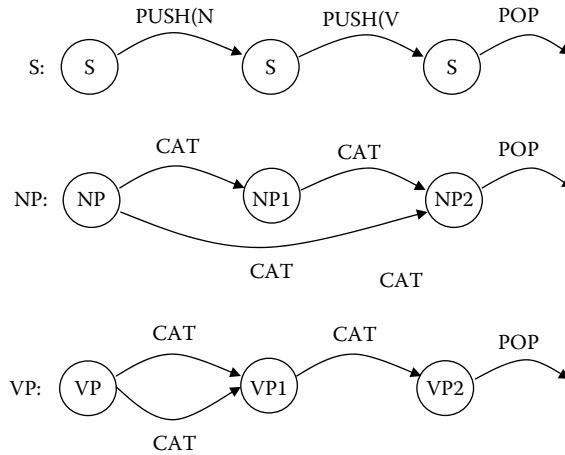 PUSH(N PUSH(V POP
S: S S S
CAT CAT POP
NP: NP NP1 NP2
CAT CAT
CAT CAT POP
VP: VP VP1 VP2
CAT